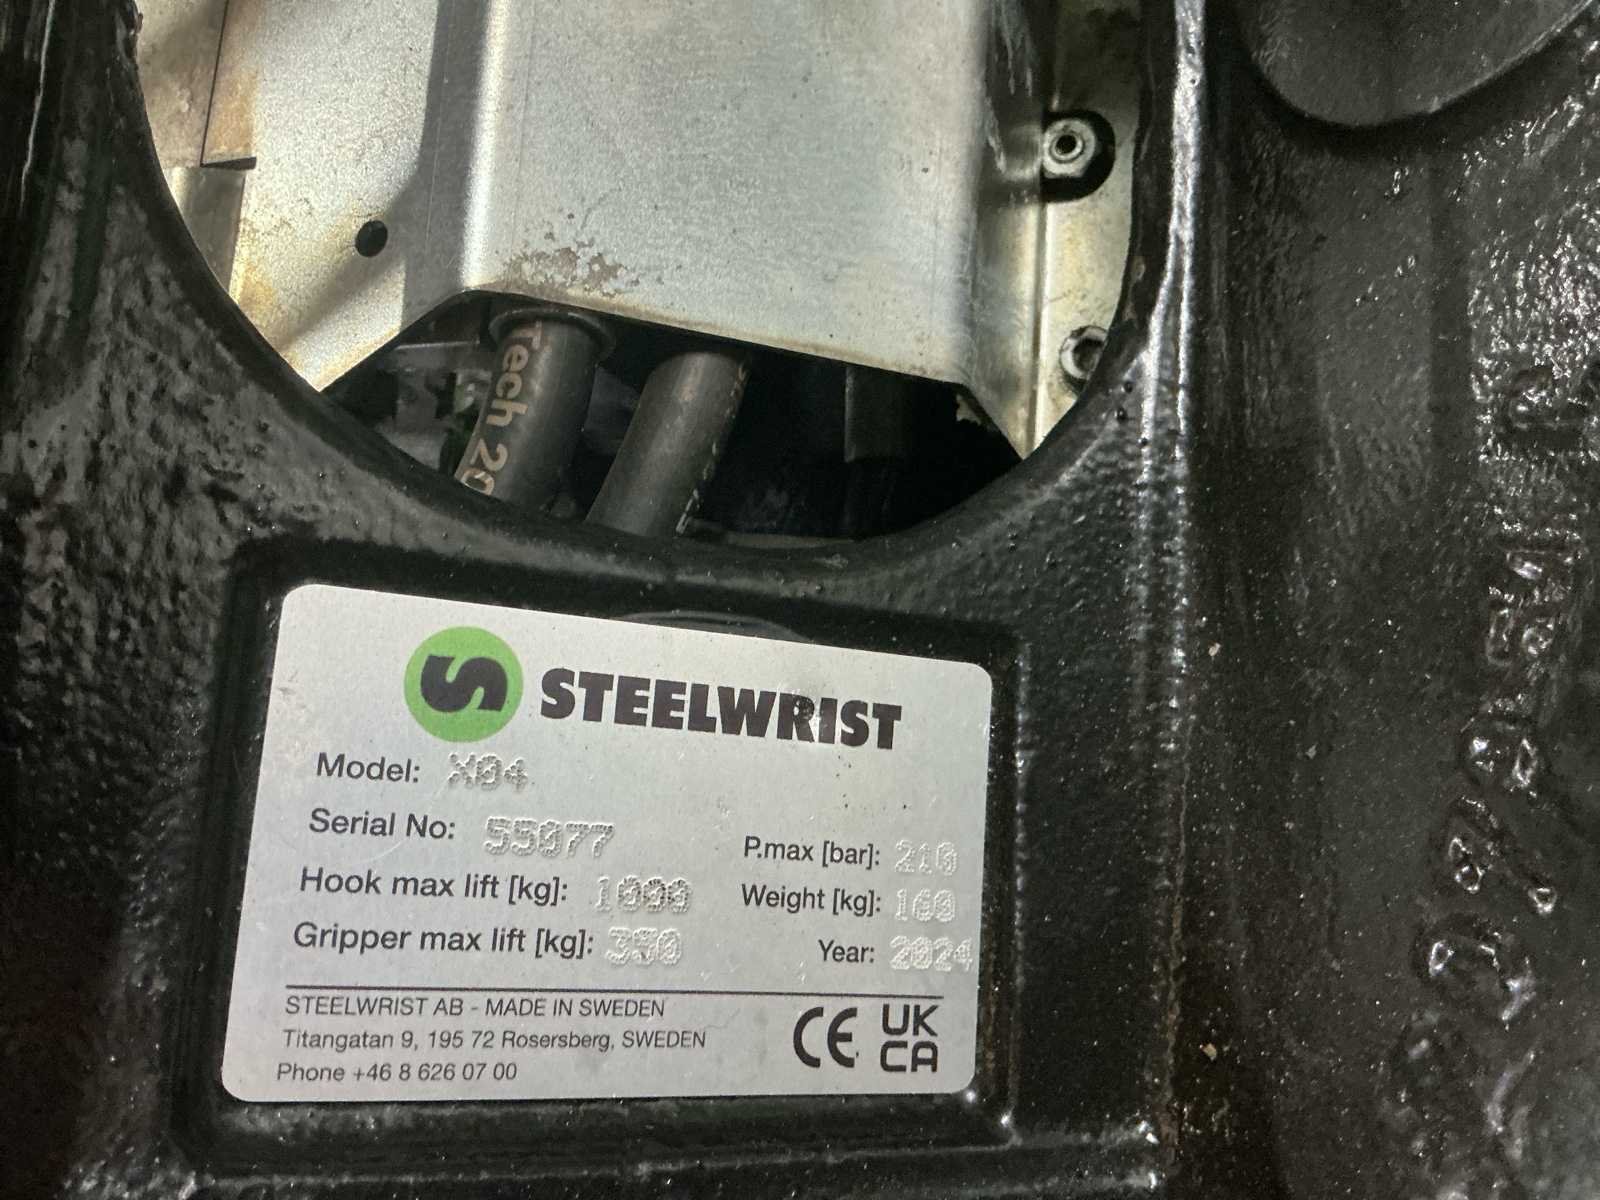 Tech 20
STEELWRIST
Model: X04
Serial No: 55077
Hook max lift [kg]: 1000
Gripper max lift [kg]: 350
P.max [bar]: 210
Weight [kg]: 160
Year: 2024
STEELWRIST AB - MADE IN SWEDEN
Titangatan 9, 195 72 Rosersberg, SWEDEN
Phone +46 8 626 07 00
CE
UK
CA